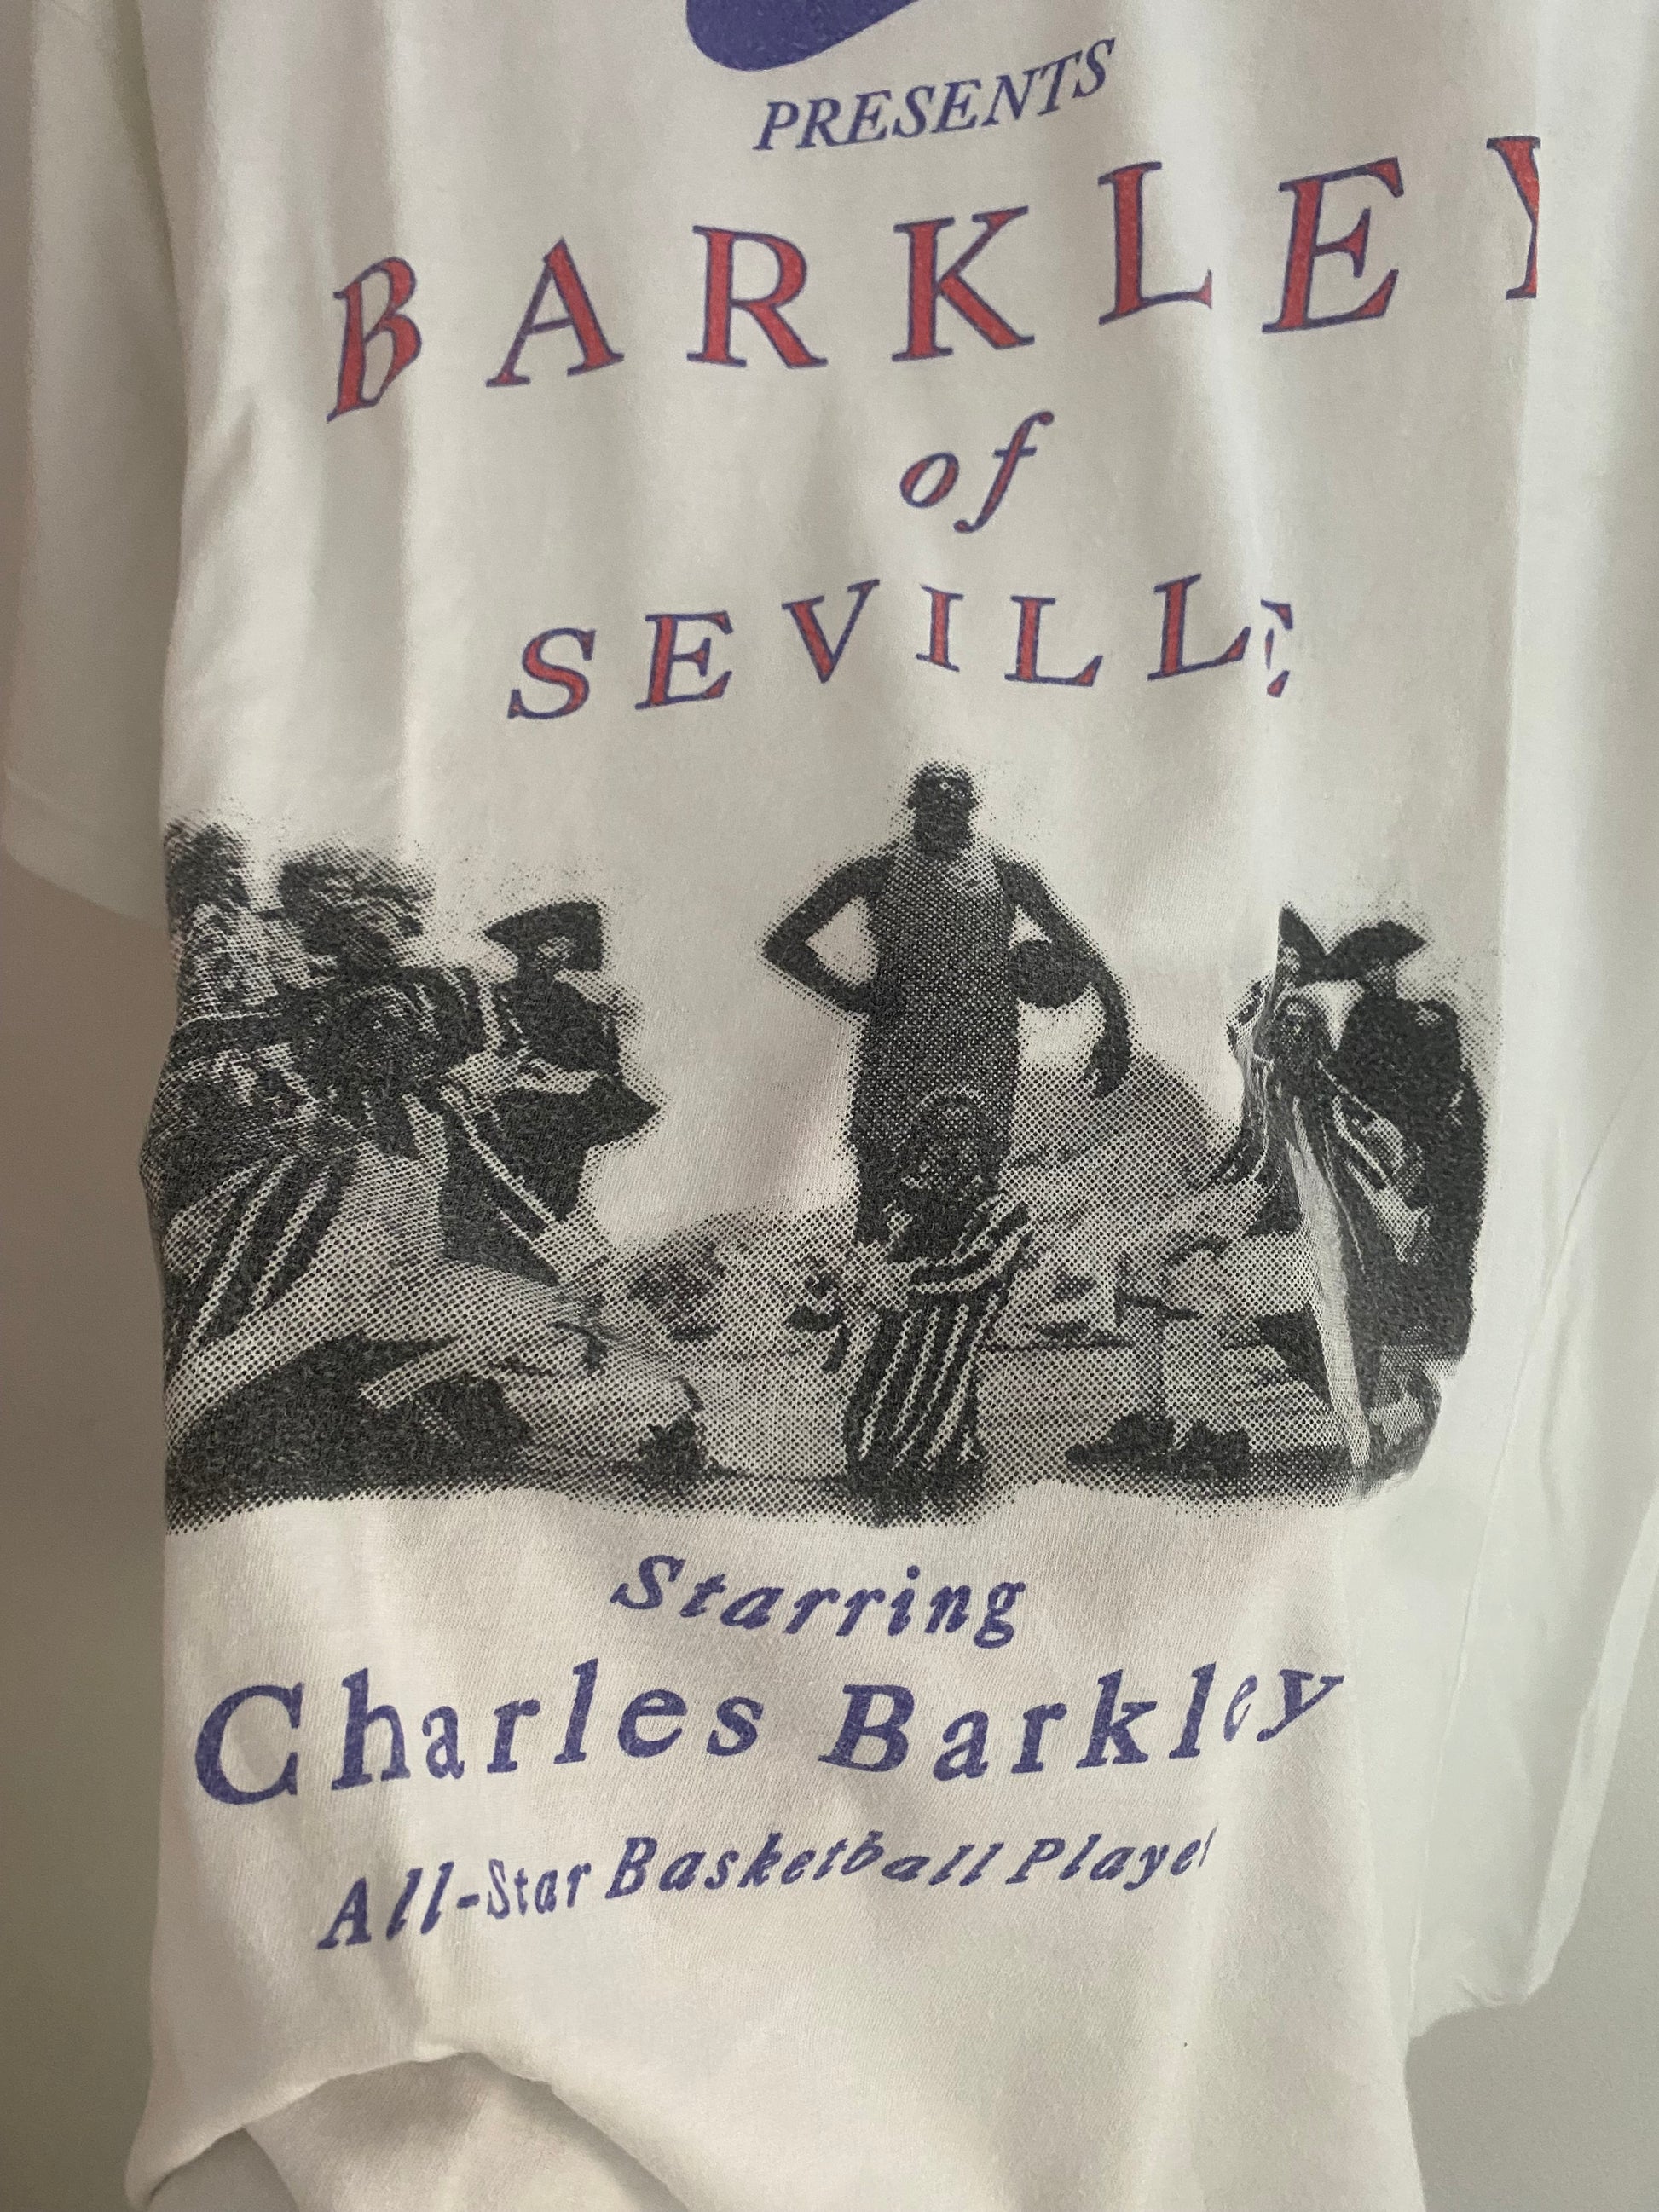 PRESENTS
BARKLEY
of
SEVILLE
Starring
Charles Barkley
All-Star Basketball Player